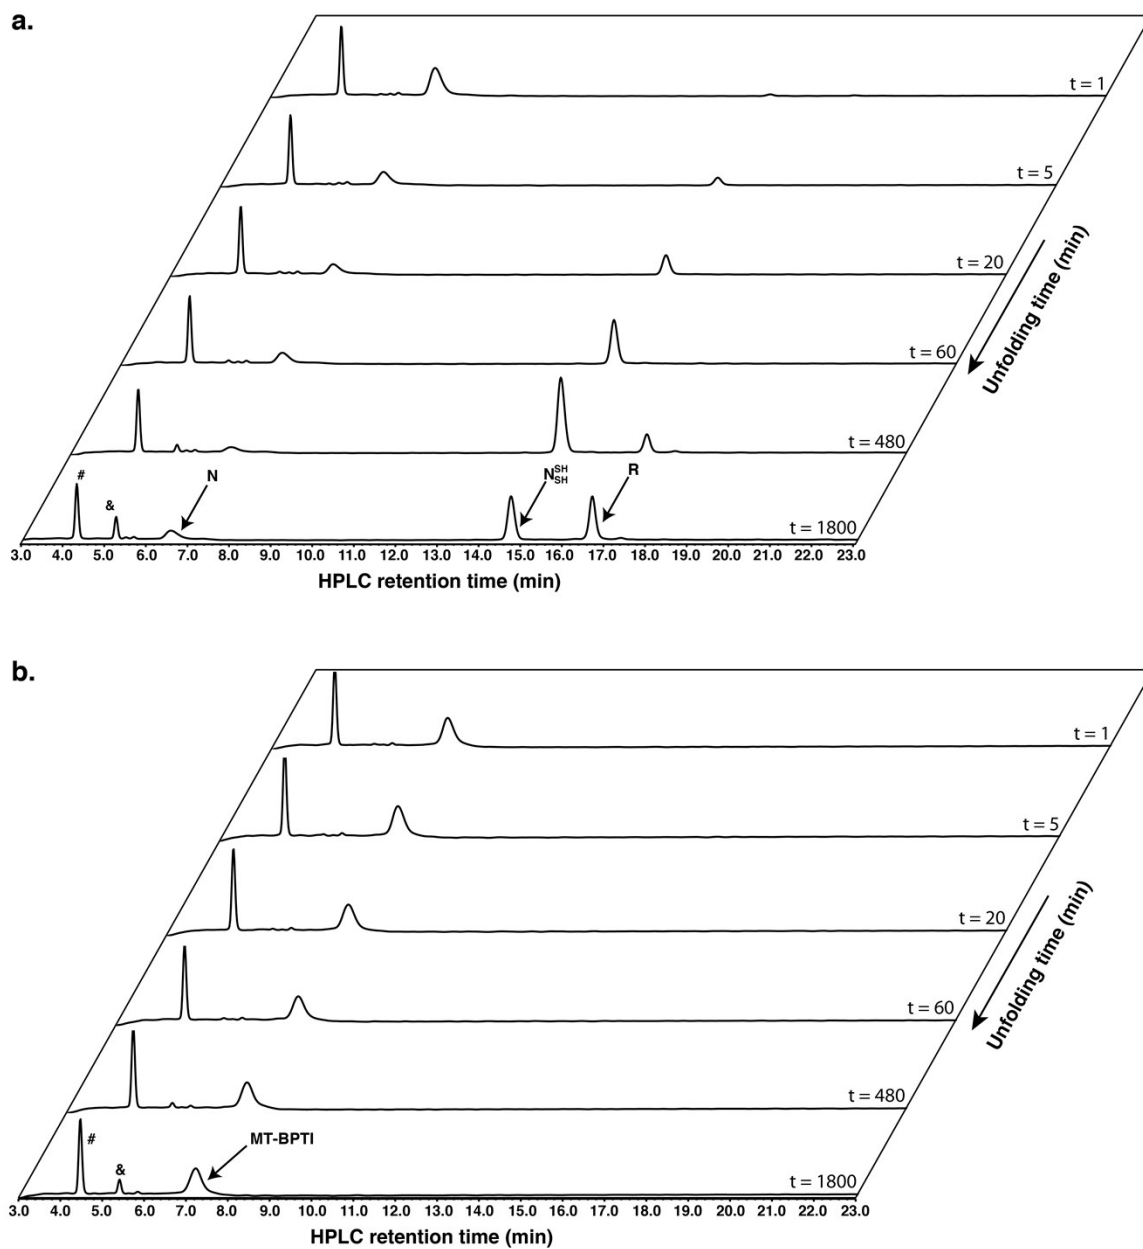 a.
t = 1
t = 5
t = 20
t = 60
t = 480
t = 1800
Unfolding time (min)
#
&
N
N SH SH
R
3.0 4.0 5.0 6.0 7.0 8.0 9.0 10.0 11.0 12.0 13.0 14.0 15.0 16.0 17.0 18.0 19.0 20.0 21.0 22.0 23.0
HPLC retention time (min)
b.
t = 1
t = 5
t = 20
t = 60
t = 480
t = 1800
Unfolding time (min)
#
&
MT-BPTI
3.0 4.0 5.0 6.0 7.0 8.0 9.0 10.0 11.0 12.0 13.0 14.0 15.0 16.0 17.0 18.0 19.0 20.0 21.0 22.0 23.0
HPLC retention time (min)